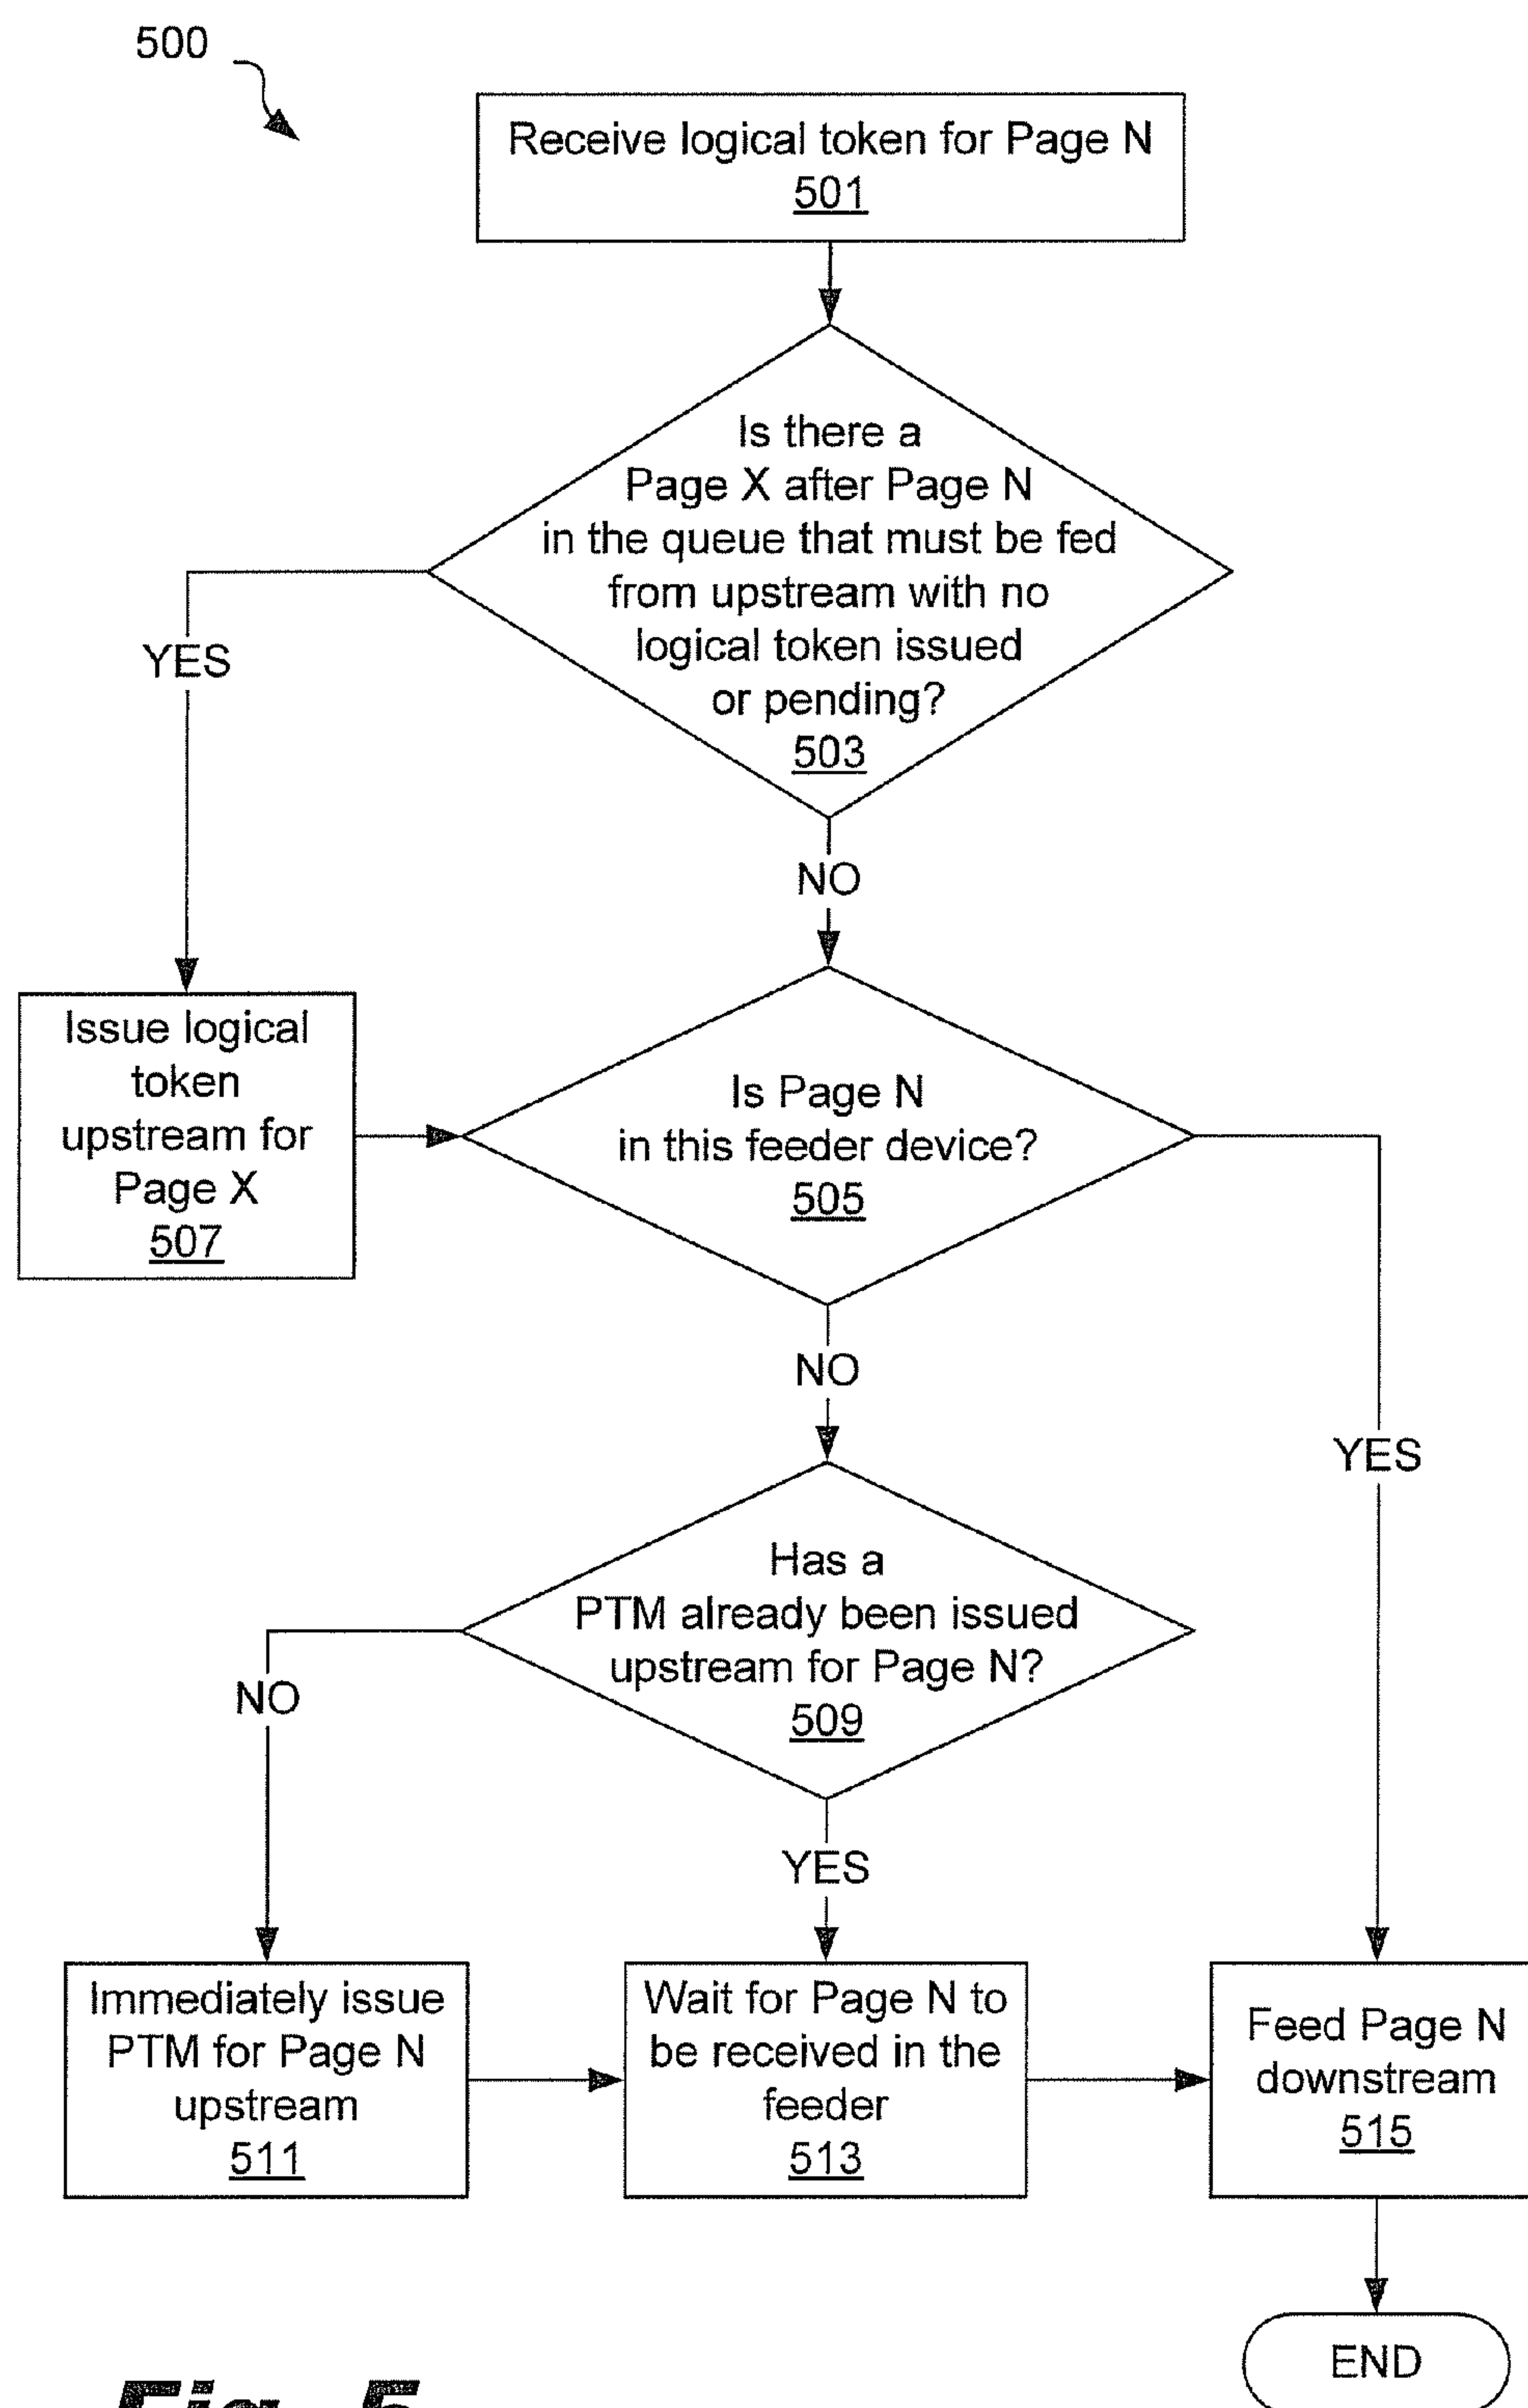 500
Receive logical token for Page N
501
Is there a
Page X after Page N
in the queue that must be fed
from upstream with no
logical token issued
or pending?
503
YES
NO
Issue logical
token
upstream for
Page X
507
Is Page N
in this feeder device?
505
NO
YES
Has a
PTM already been issued
upstream for Page N?
509
NO
YES
Immediately issue
PTM for Page N
upstream
511
Wait for Page N to
be received in the
feeder
513
Feed Page N
downstream
515
END
Fig. 5